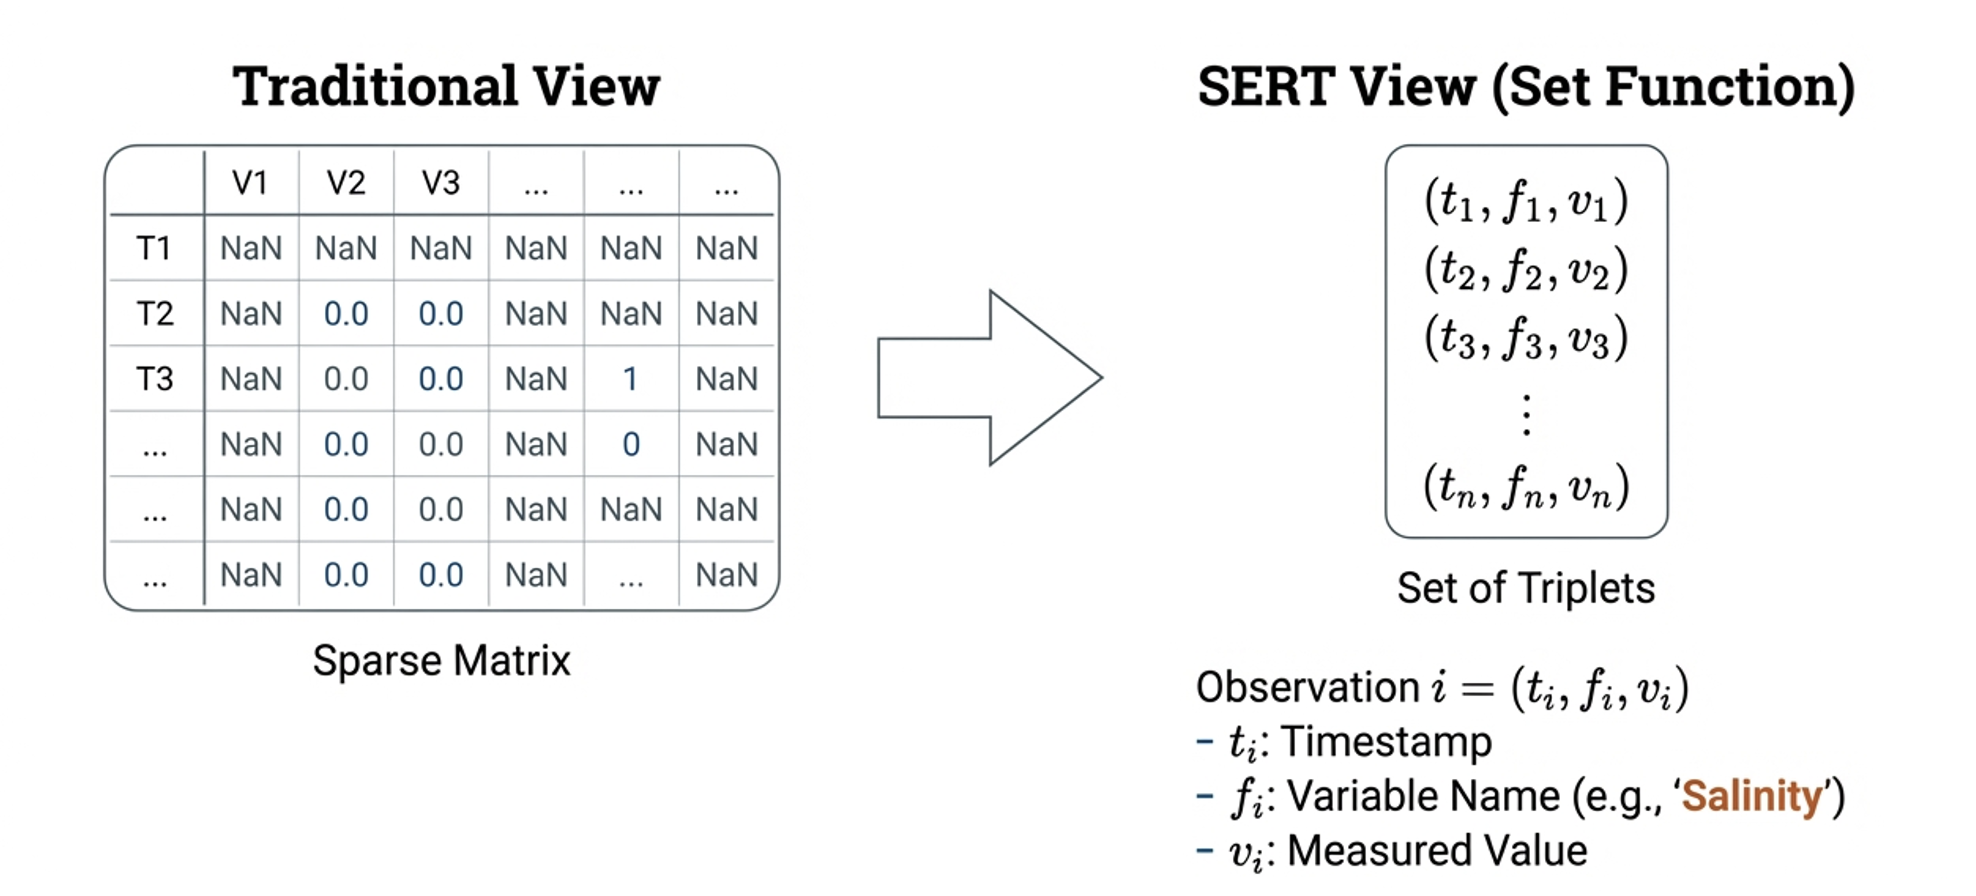 Traditional View
V1 V2 V3 ... ... ...
T1 NaN NaN NaN NaN NaN NaN
T2 NaN 0.0 0.0 NaN NaN NaN
T3 NaN 0.0 0.0 NaN 1 NaN
... NaN 0.0 0.0 NaN 0 NaN
... NaN 0.0 0.0 NaN NaN NaN
... NaN 0.0 0.0 NaN ... NaN
Sparse Matrix
SERT View (Set Function)
(t₁, f₁, v₁)
(t₂, f₂, v₂)
(t₃, f₃, v₃)
⋮
(tₙ, fₙ, vₙ)
Set of Triplets
Observation i = (tᵢ, fᵢ, vᵢ)
– tᵢ: Timestamp
– fᵢ: Variable Name (e.g., ‘Salinity’)
– vᵢ: Measured Value